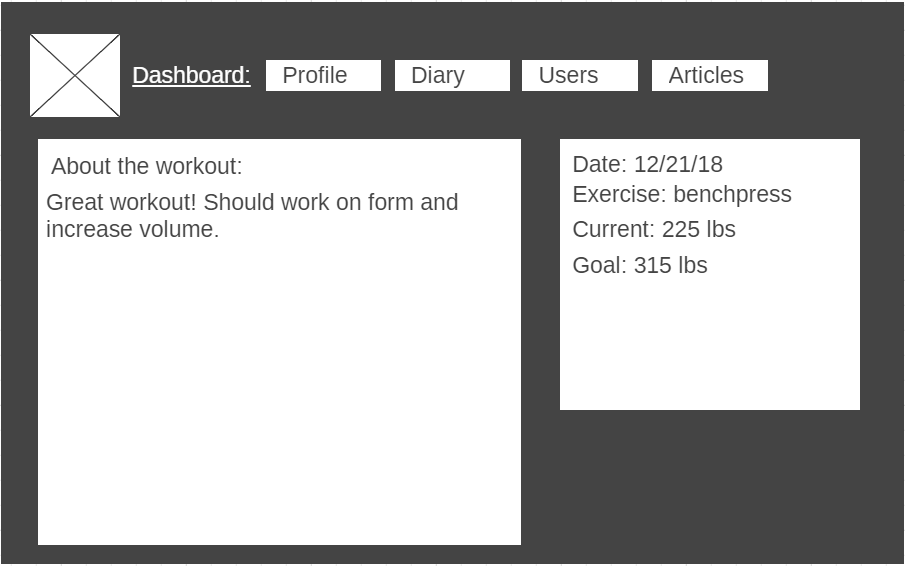 Dashboard: Profile Diary Users Articles
About the workout:
Great workout! Should work on form and
increase volume.
Date: 12/21/18
Exercise: benchpress
Current: 225 lbs
Goal: 315 lbs